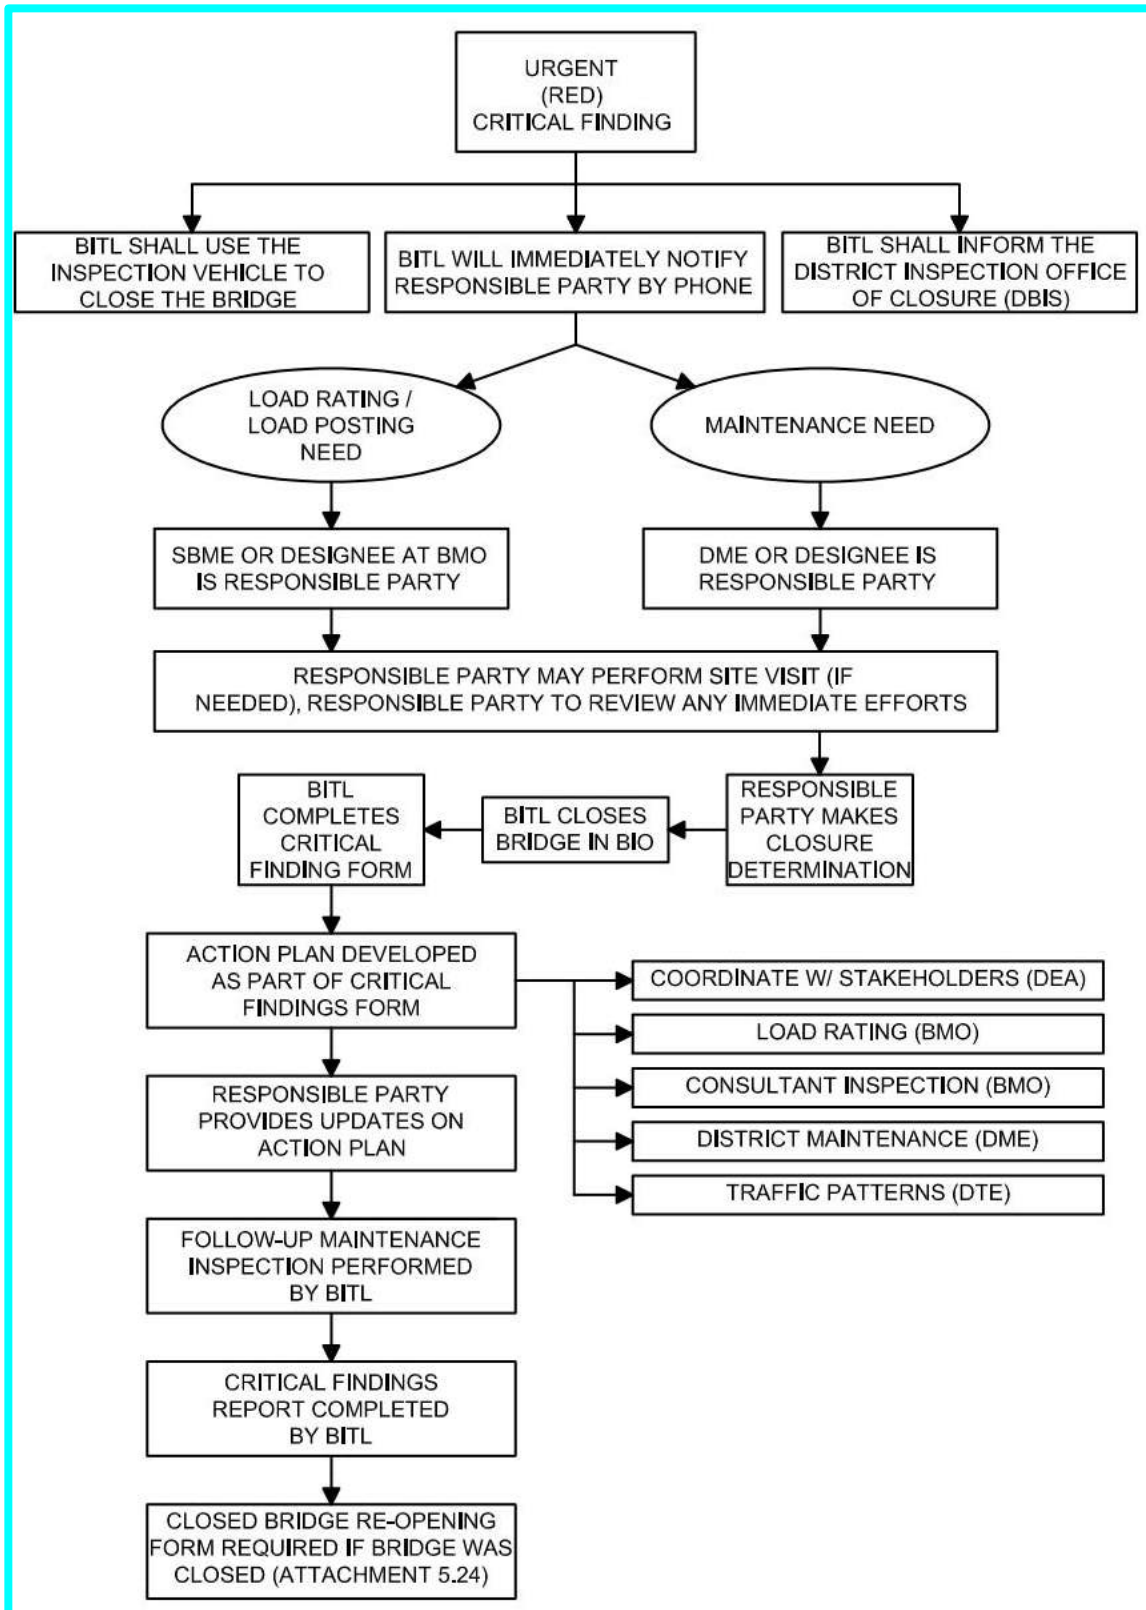 URGENT
(RED)
CRITICAL FINDING
BITL SHALL USE THE
INSPECTION VEHICLE TO
CLOSE THE BRIDGE
BITL WILL IMMEDIATELY NOTIFY
RESPONSIBLE PARTY BY PHONE
BITL SHALL INFORM THE
DISTRICT INSPECTION OFFICE
OF CLOSURE (DBIS)
LOAD RATING /
LOAD POSTING
NEED
MAINTENANCE NEED
SBME OR DESIGNEE AT BMO
IS RESPONSIBLE PARTY
DME OR DESIGNEE IS
RESPONSIBLE PARTY
RESPONSIBLE PARTY MAY PERFORM SITE VISIT (IF
NEEDED), RESPONSIBLE PARTY TO REVIEW ANY IMMEDIATE EFFORTS
BITL
COMPLETES
CRITICAL
FINDING FORM
BITL CLOSES
BRIDGE IN BIO
RESPONSIBLE
PARTY MAKES
CLOSURE
DETERMINATION
ACTION PLAN DEVELOPED
AS PART OF CRITICAL
FINDINGS FORM
COORDINATE W/ STAKEHOLDERS (DEA)
LOAD RATING (BMO)
CONSULTANT INSPECTION (BMO)
DISTRICT MAINTENANCE (DME)
TRAFFIC PATTERNS (DTE)
RESPONSIBLE PARTY
PROVIDES UPDATES ON
ACTION PLAN
FOLLOW-UP MAINTENANCE
INSPECTION PERFORMED
BY BITL
CRITICAL FINDINGS
REPORT COMPLETED
BY BITL
CLOSED BRIDGE RE-OPENING
FORM REQUIRED IF BRIDGE WAS
CLOSED (ATTACHMENT 5.24)